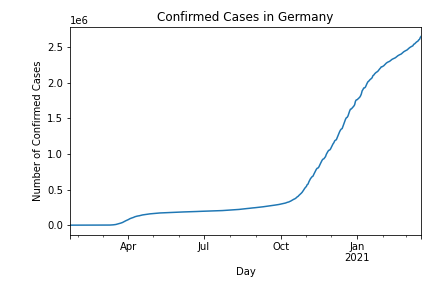 Confirmed Cases in Germany
1e6
2.5
2.0
1.5
1.0
0.5
0.0
Number of Confirmed Cases
Apr
Jul
Oct
Jan
2021
Day